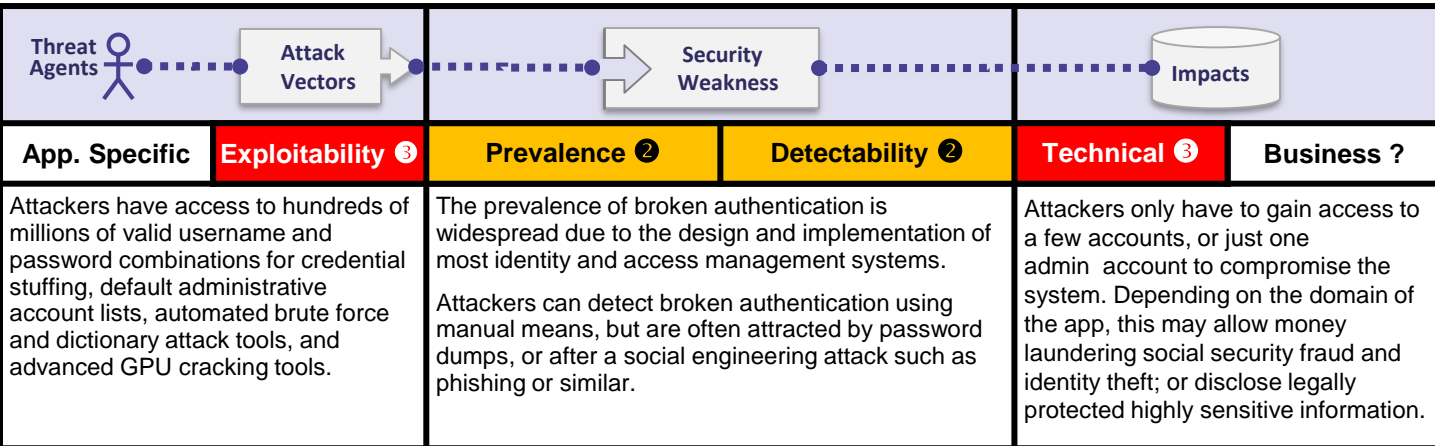 Threat
Agents
Attack
Vectors
Security
Weakness
Impacts
App. Specific
Exploitability ❸
Prevalence ❷
Detectability ❷
Technical ❸
Business ?
Attackers have access to hundreds of
millions of valid username and
password combinations for credential
stuffing, default administrative
account lists, automated brute force
and dictionary attack tools, and
advanced GPU cracking tools.
The prevalence of broken authentication is
widespread due to the design and implementation of
most identity and access management systems.
Attackers can detect broken authentication using
manual means, but are often attracted by password
dumps, or after a social engineering attack such as
phishing or similar.
Attackers only have to gain access to
a few accounts, or just one
admin account to compromise the
system. Depending on the domain of
the app, this may allow money
laundering social security fraud and
identity theft; or disclose legally
protected highly sensitive information.